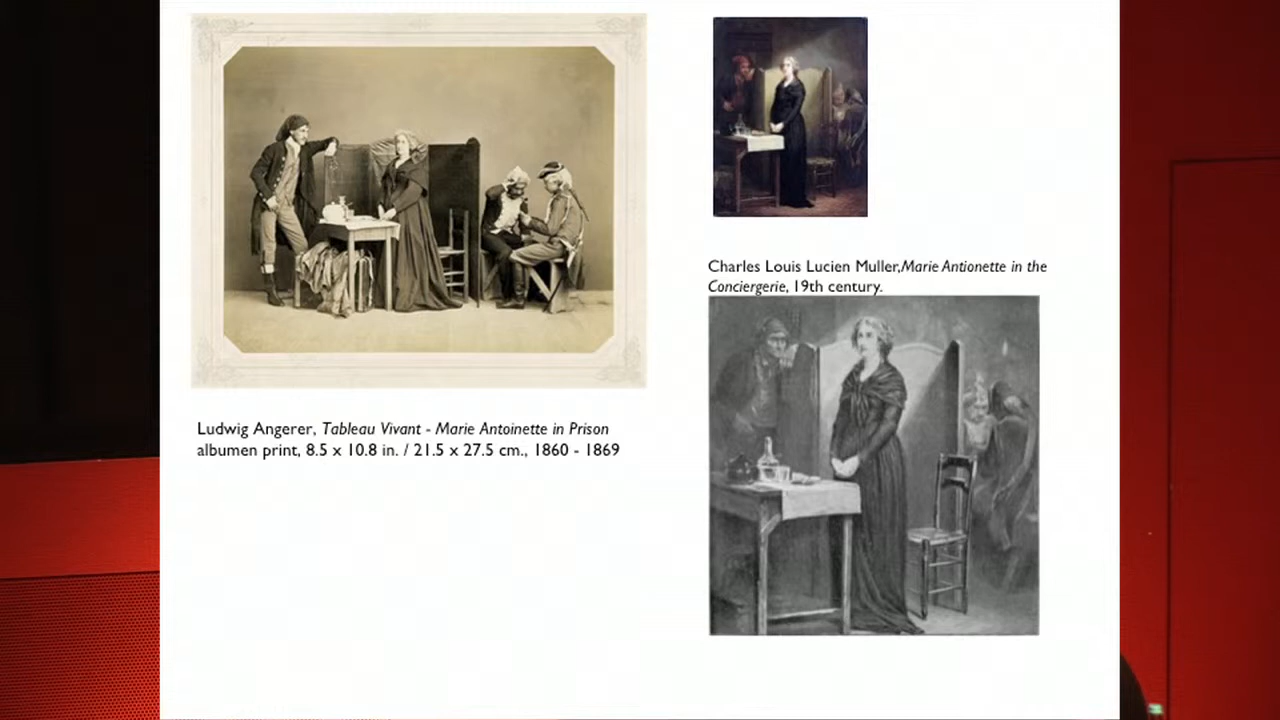 Charles Louis Lucien Muller,Marie Antionette in the
Conciergerie, 19th century.
Ludwig Angerer, Tableau Vivant - Marie Antoinette in Prison
albumen print, 8.5 x 10.8 in. / 21.5 x 27.5 cm., 1860 - 1869